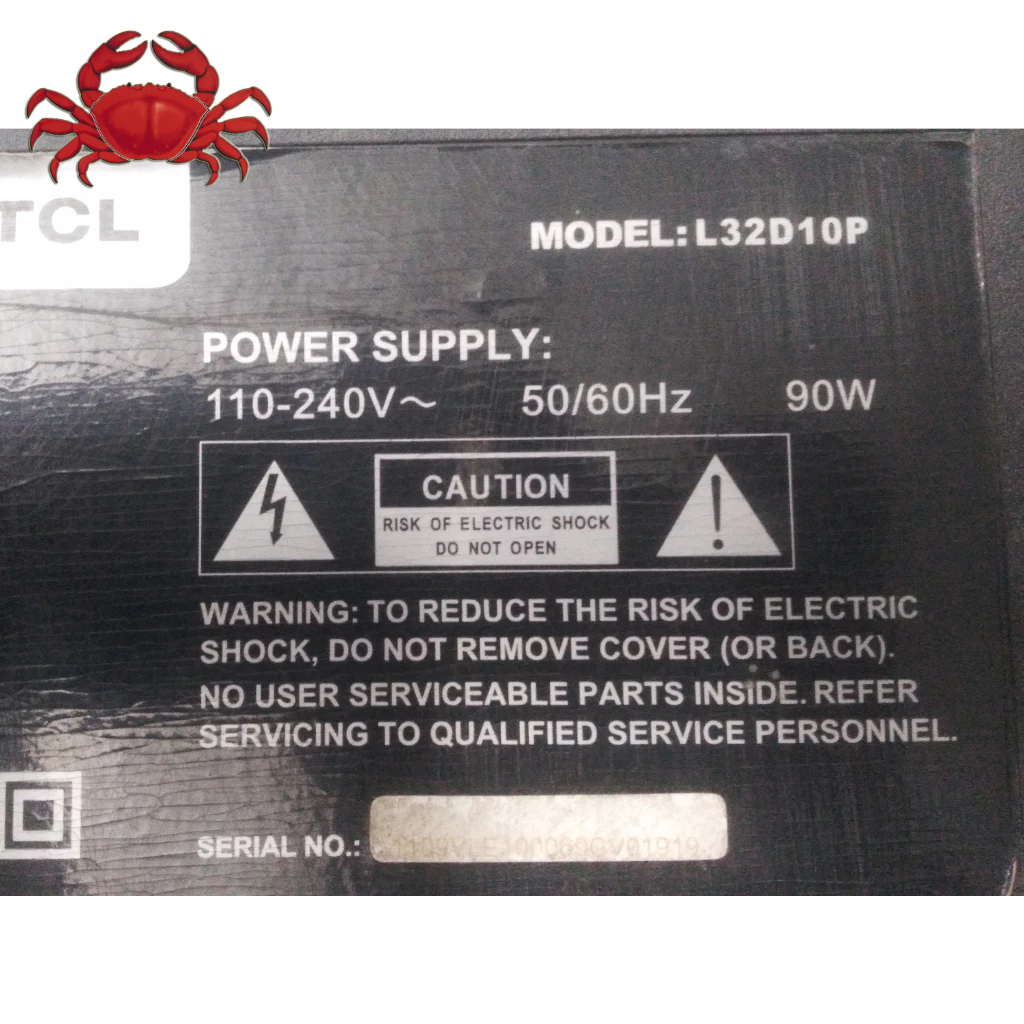 TCL
MODEL: L32D10P
POWER SUPPLY:
110-240V～ 50/60Hz 90W
CAUTION
RISK OF ELECTRIC SHOCK
DO NOT OPEN
WARNING: TO REDUCE THE RISK OF ELECTRIC
SHOCK, DO NOT REMOVE COVER (OR BACK).
NO USER SERVICEABLE PARTS INSIDE. REFER
SERVICING TO QUALIFIED SERVICE PERSONNEL.
SERIAL NO.: